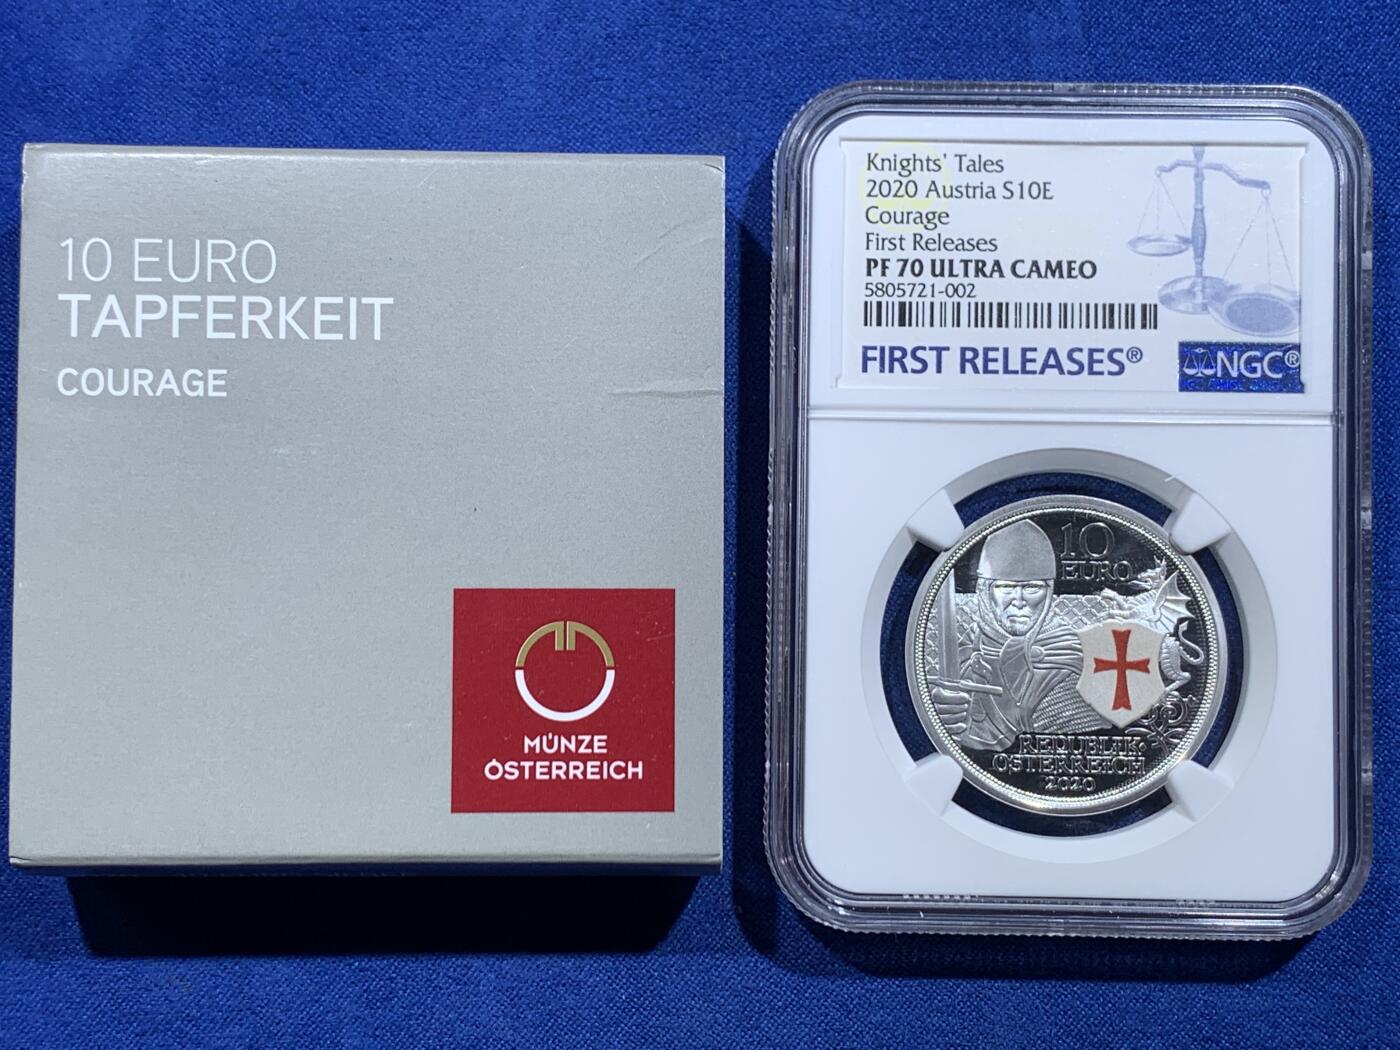 10 EURO
TAPFERKEIT
COURAGE
MÜNZE
ÖSTERREICH
Knights' Tales
2020 Austria S10E
Courage
First Releases
PF 70 ULTRA CAMEO
5805721-002
FIRST RELEASES®
NGC®
10
EURO
REPUBLIK
ÖSTERREICH
2020